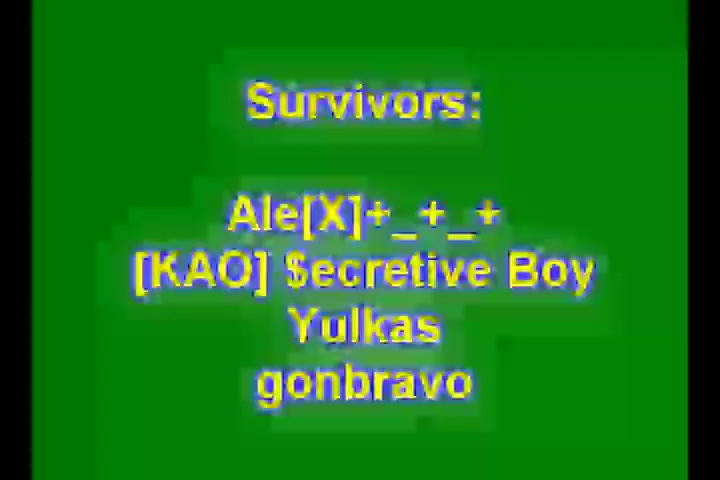 Survivors:
Ale[X]+_+_+
[KAO] $ecretive Boy
Yulkas
gonbravo